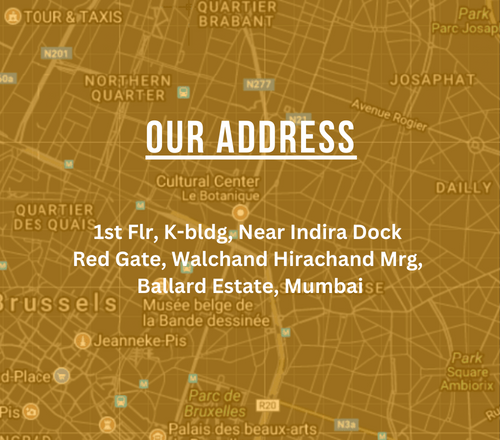 TOUR & TAXIS
QUARTIER
BRABANT
Park
Parc Josap
N201
NORTHERN
QUARTER
N277
JOSAPHAT
N21
Avenue Rogier
OUR ADDRESS
Cultural Center
Le Botanique
DAILLY
QUARTIER
DES QUAIS
1st Flr, K-bldg, Near Indira Dock
Red Gate, Walchand Hirachand Mrg,
Ballard Estate, Mumbai
Brussels
Musée belge de
la Bande dessinée
Jeanneke-Pis
d-Place
Park
Square
Ambiorix
Parc de
Bruxelles
Pis
R20
N3a
Palais des beaux-arts